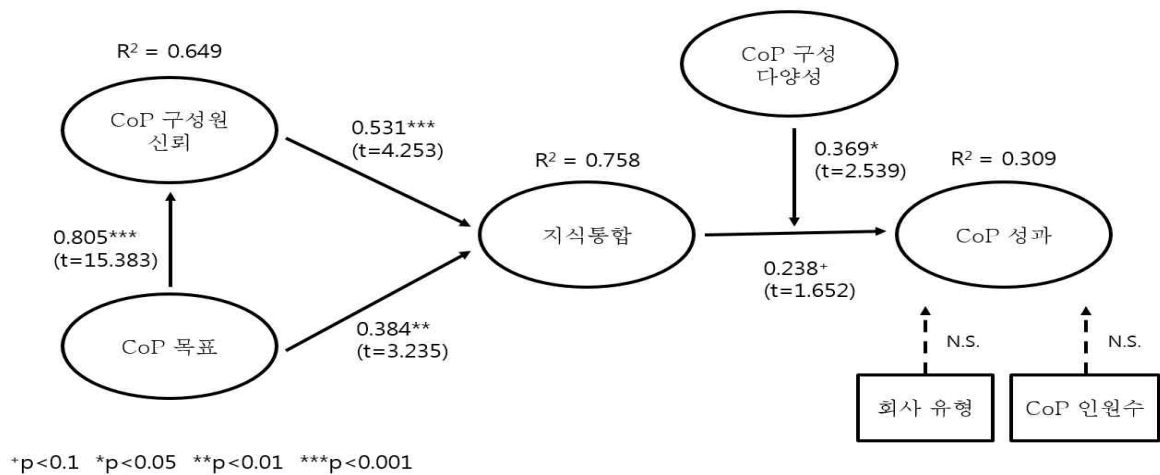 R² = 0.649
CoP 구성원
신뢰
0.805***
(t=15.383)
CoP 목표
0.531***
(t=4.253)
0.384**
(t=3.235)
R² = 0.758
지식통합
CoP 구성
다양성
0.369*
(t=2.539)
0.238⁺
(t=1.652)
R² = 0.309
CoP 성과
N.S.
N.S.
회사 유형
CoP 인원수
⁺p<0.1 *p<0.05 **p<0.01 ***p<0.001